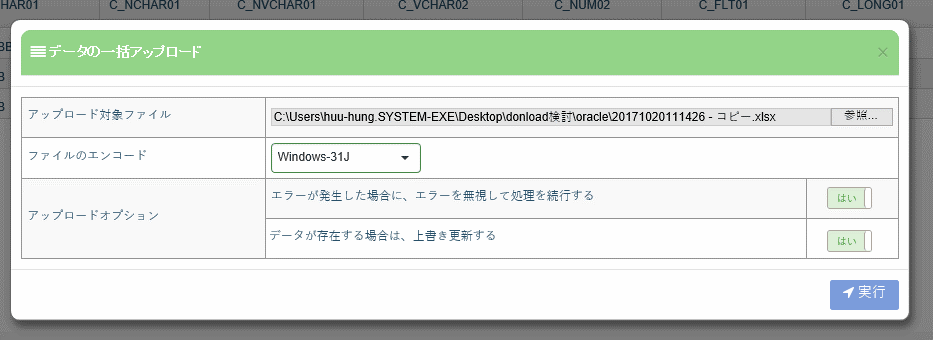 CHAR01 C_NCHAR01 C_NVCHAR01 C_VCHAR02 C_NUM02 C_FLT01 C_LONG01
データの一括アップロード ×
アップロード対象ファイル C:\Users\huu-hung.SYSTEM-EXE\Desktop\donload検討\oracle\20171020111426 - コピー.xlsx 参照...
ファイルのエンコード Windows-31J
エラーが発生した場合に、エラーを無視して処理を続行する はい
アップロードオプション
データが存在する場合は、上書き更新する はい
実行